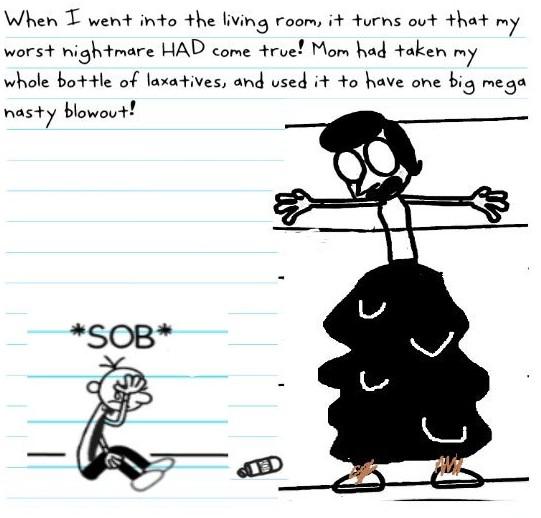 When I went into the living room, it turns out that my
worst nightmare HAD come true! Mom had taken my
whole bottle of laxatives, and used it to have one big mega
nasty blowout!
*SOB*